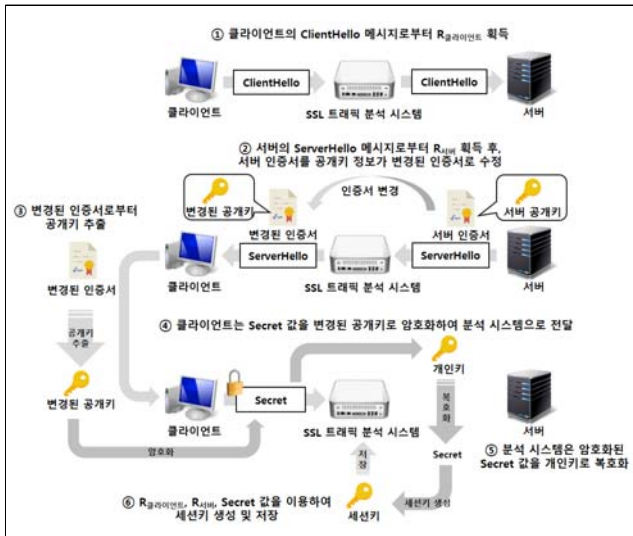 ① 클라이언트의 ClientHello 메시지로부터 R클라이언트 획득
ClientHello
ClientHello
클라이언트
SSL 트래픽 분석 시스템
서버
② 서버의 ServerHello 메시지로부터 R서버 획득 후,
서버 인증서를 공개키 정보가 변경된 인증서로 수정
③ 변경된 인증서로부터
공개키 추출
변경된 공개키
인증서 변경
서버 공개키
변경된 인증서
서버 인증서
ServerHello
ServerHello
변경된 인증서
클라이언트
SSL 트래픽 분석 시스템
서버
④ 클라이언트는 Secret 값을 변경된 공개키로 암호화하여 분석 시스템으로 전달
공개키
추출
개인키
변경된 공개키
Secret
복호화
클라이언트
SSL 트래픽 분석 시스템
서버
암호화
저장
Secret
⑤ 분석 시스템은 암호화된
Secret 값을 개인키로 복호화
⑥ R클라이언트, R서버, Secret 값을 이용하여
세션키 생성 및 저장
세션키
세션키 생성